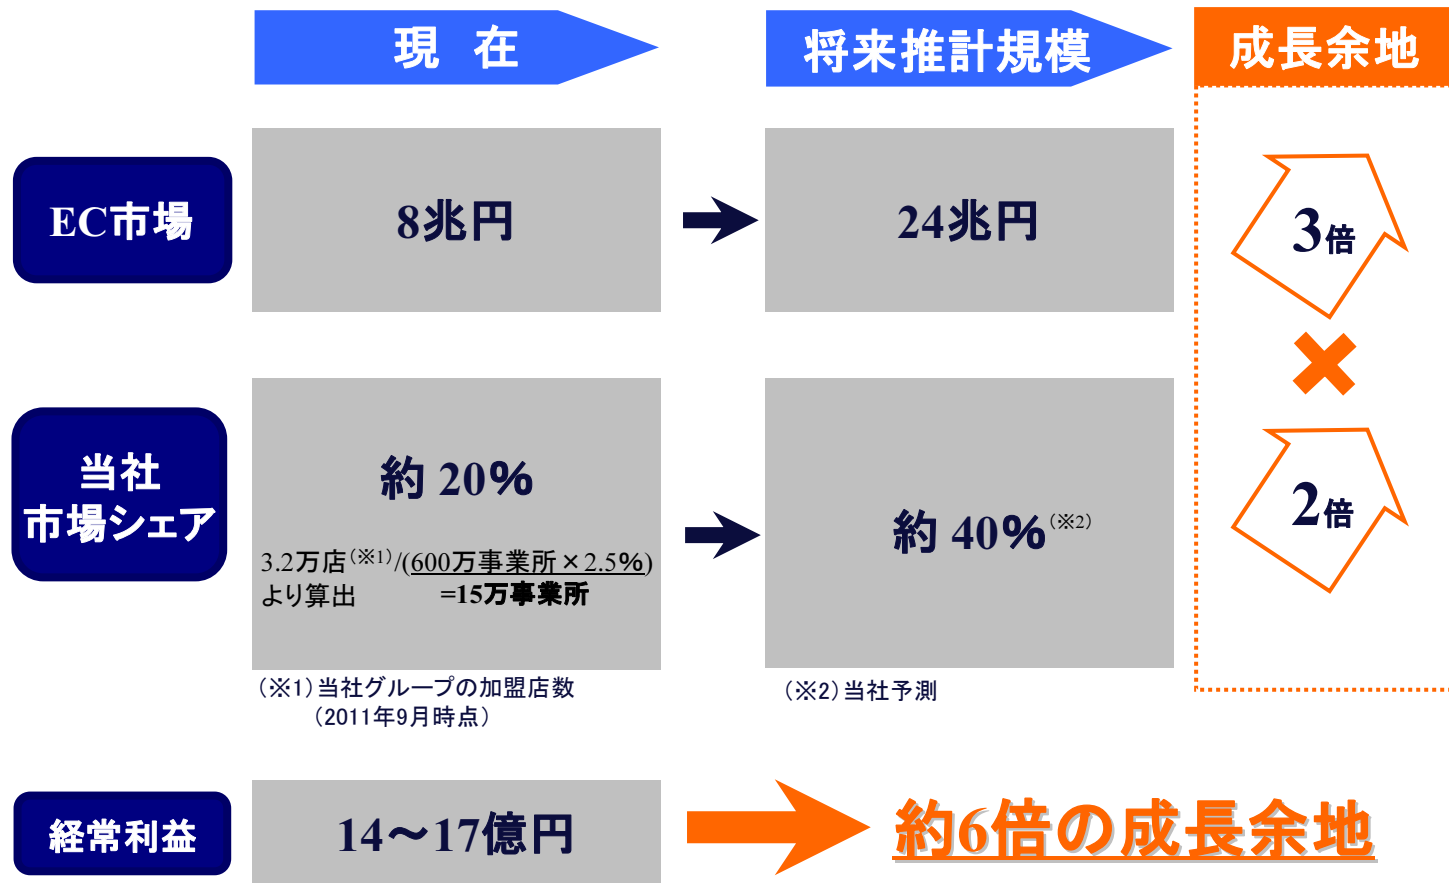 現 在
将来推計規模
成長余地
EC市場
8兆円
24兆円
3倍
当社
市場シェア
約 20%
3.2万店(※1)/(600万事業所×2.5%)
より算出 =15万事業所
約 40%(※2)
2倍
(※1)当社グループの加盟店数
(2011年9月時点)
(※2)当社予測
経常利益
14～17億円
約6倍の成長余地